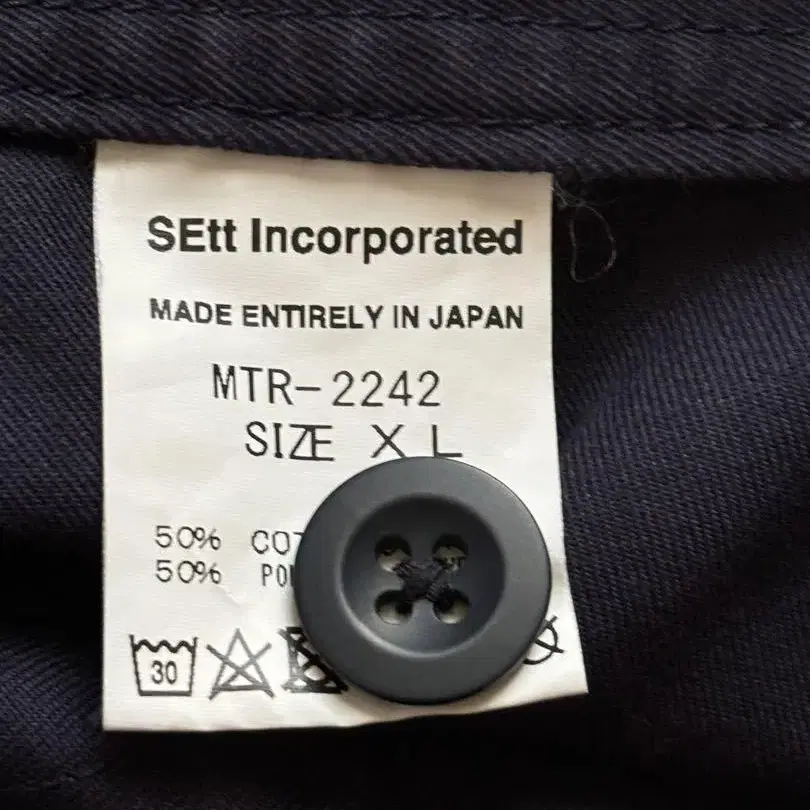 SEtt Incorporated
MADE ENTIRELY IN JAPAN
MTR-2242
SIZE XL
50%
50%
30